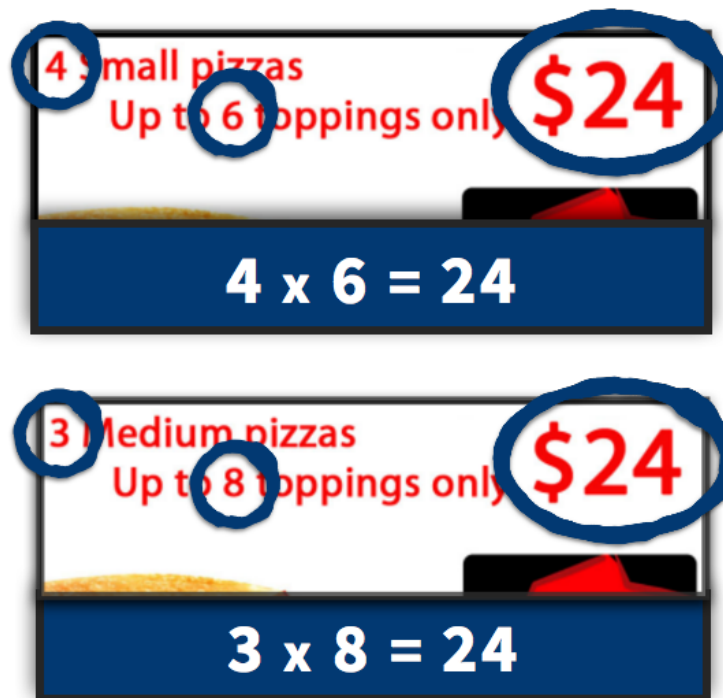 4 Small pizzas
Up to 6 toppings only $24
4 x 6 = 24
3 Medium pizzas
Up to 8 toppings only $24
3 x 8 = 24